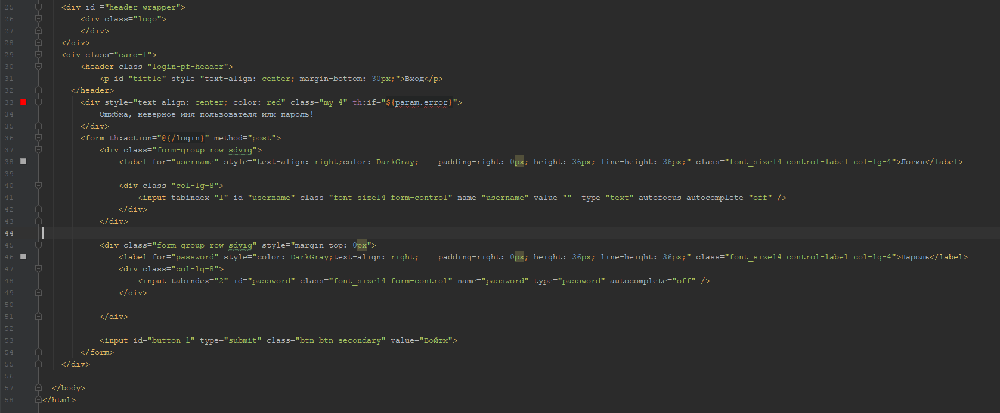 25 <div id ="header-wrapper">
26 <div class="logo">
27 </div>
28 </div>
29 <div class="card-1">
30 <header class="login-pf-header">
31 <p id="tittle" style="text-align: center; margin-bottom: 30px;">Вход</p>
32 </header>
33 <div style="text-align: center; color: red" class="my-4" th:if="${param.error}">
34 Ошибка, неверное имя пользователя или пароль!
35 </div>
36 <form th:action="@{/login}" method="post">
37 <div class="form-group row sdvig">
38 <label for="username" style="text-align: right;color: DarkGray;    padding-right: 0px; height: 36px; line-height: 36px;" class="font_size14 control-label col-lg-4">Логин</label>
39
40 <div class="col-lg-8">
41 <input tabindex="1" id="username" class="font_size14 form-control" name="username" value=""  type="text" autofocus autocomplete="off" />
42 </div>
43 </div>
44
45 <div class="form-group row sdvig" style="margin-top: 0px">
46 <label for="password" style="color: DarkGray;text-align: right;    padding-right: 0px; height: 36px; line-height: 36px;" class="font_size14 control-label col-lg-4">Пароль</label>
47 <div class="col-lg-8">
48 <input tabindex="2" id="password" class="font_size14 form-control" name="password" type="password" autocomplete="off" />
49 </div>
50
51 </div>
52
53 <input id="button_1" type="submit" class="btn btn-secondary" value="Войти">
54 </form>
55 </div>
56
57 </body>
58 </html>